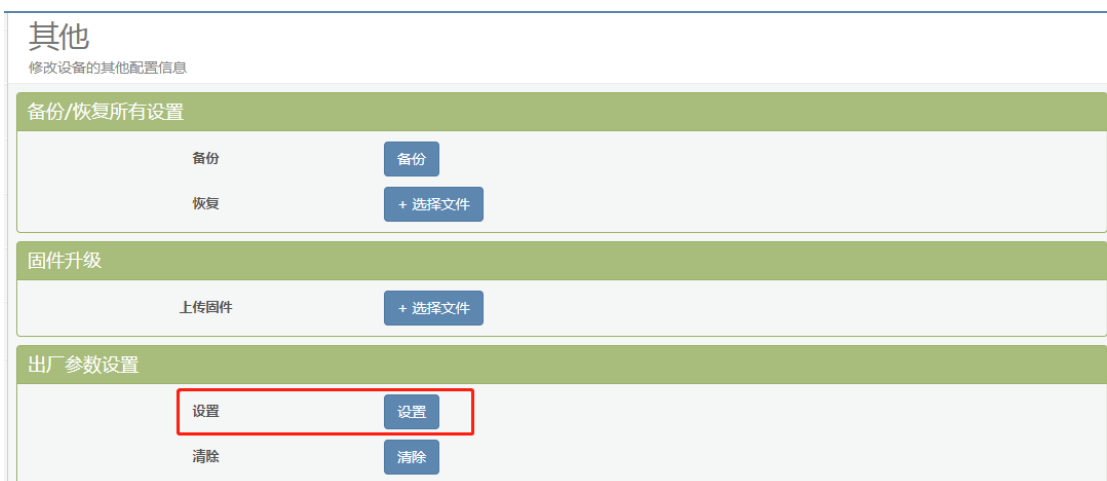 其他
修改设备的其他配置信息
备份/恢复所有设置
备份 备份
恢复 + 选择文件
固件升级
上传固件 + 选择文件
出厂参数设置
设置 设置
清除 清除